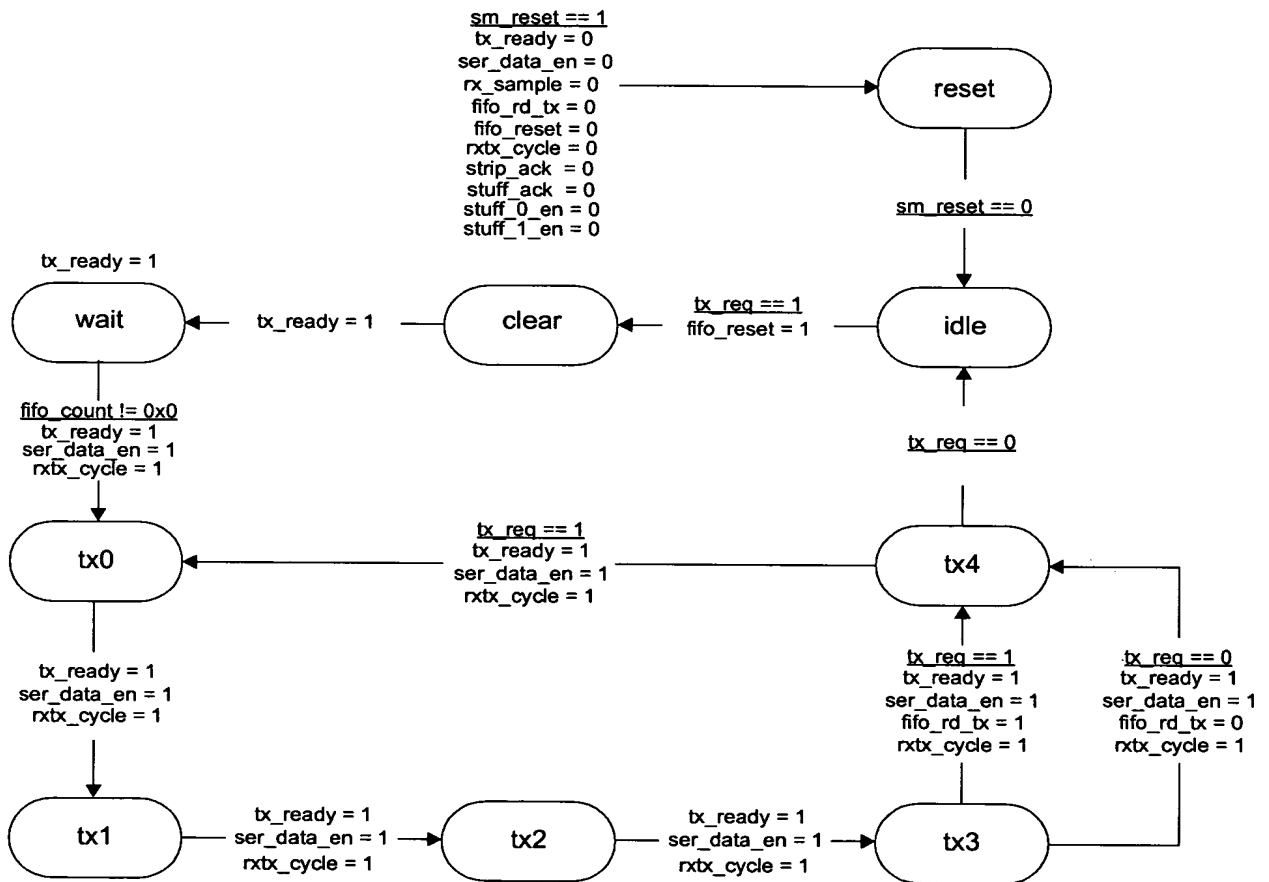 sm_reset == 1
tx_ready = 0
ser_data_en = 0
rx_sample = 0
fifo_rd_tx = 0
fifo_reset = 0
rxtx_cycle = 0
strip_ack = 0
stuff_ack = 0
stuff_0_en = 0
stuff_1_en = 0
reset
sm_reset == 0
tx_ready = 1
wait
tx_ready = 1
clear
tx_req == 1
fifo_reset = 1
idle
fifo_count != 0x0
tx_ready = 1
ser_data_en = 1
rxtx_cycle = 1
tx_req == 0
tx0
tx_req == 1
tx_ready = 1
ser_data_en = 1
rxtx_cycle = 1
tx4
tx_ready = 1
ser_data_en = 1
rxtx_cycle = 1
tx_req == 1
tx_ready = 1
ser_data_en = 1
fifo_rd_tx = 1
rxtx_cycle = 1
tx_req == 0
tx_ready = 1
ser_data_en = 1
fifo_rd_tx = 0
rxtx_cycle = 1
tx1
tx_ready = 1
ser_data_en = 1
rxtx_cycle = 1
tx2
tx_ready = 1
ser_data_en = 1
rxtx_cycle = 1
tx3